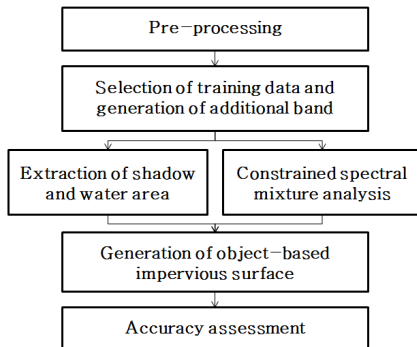 Pre-processing
Selection of training data and
generation of additional band
Extraction of shadow
and water area
Constrained spectral
mixture analysis
Generation of object-based
impervious surface
Accuracy assessment